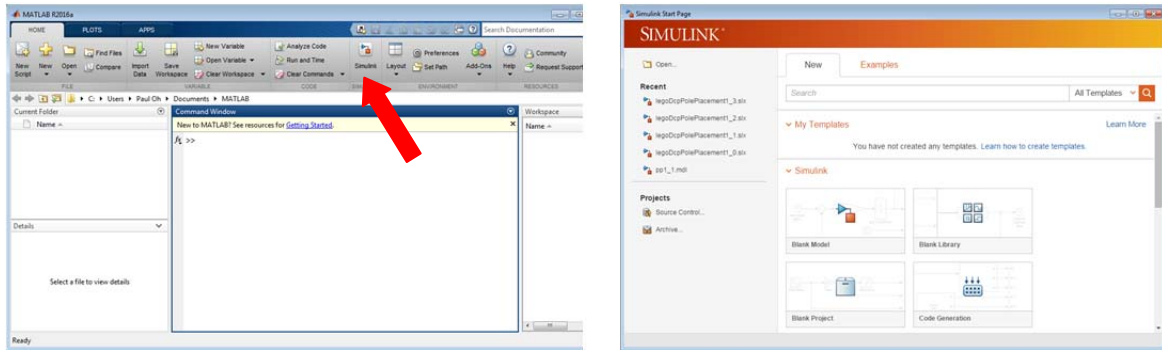 MATLAB R2016a
HOME PLOTS APPS
Search Documentation
New Script
New
Open
Find Files
Compare
Import Data
Save Workspace
New Variable
Open Variable
Clear Workspace
Analyze Code
Run and Time
Clear Commands
Simulink
Layout
Preferences
Set Path
Add-Ons
Help
Community
Request Support
FILE VARIABLE CODE ENVIRONMENT RESOURCES
C: Users Paul Oh Documents MATLAB
Current Folder
Name
Command Window
New to MATLAB? See resources for Getting Started.
fx >>
Workspace
Name
Details
Select a file to view details
Ready
Simulink Start Page
SIMULINK
Open...
Recent
legoDcpPolePlacement1_3.slx
legoDcpPolePlacement1_2.slx
legoDcpPolePlacement1_1.slx
legoDcpPolePlacement1_0.slx
Projects
Source Control...
Archive...
New Examples
Search
All Templates
My Templates
Learn More
You have not created any templates. Learn how to create templates.
Simulink
Blank Model
Blank Library
Blank Project
Code Generation